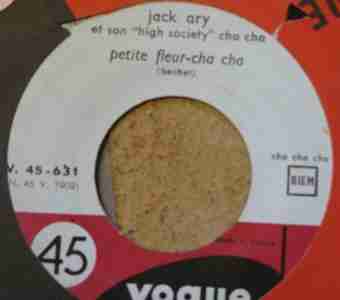 jack ary
et son "high society" cha cha
petite fleur-cha cha
(bechet)
V. 45-631
cha cha cha
BIEM
45
vogue